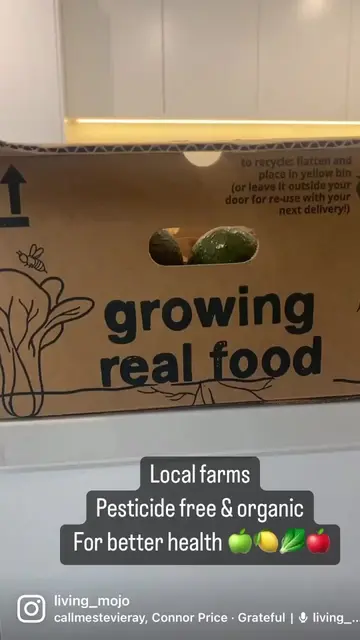 to recycle: flatten and
place in yellow bin
(or leave it outside your
door for re-use with your
next delivery!)
growing
real food
Local farms
Pesticide free & organic
For better health 🍏🍋🥬🍎
living_mojo
callmestevieray, Connor Price · Grateful | living_...